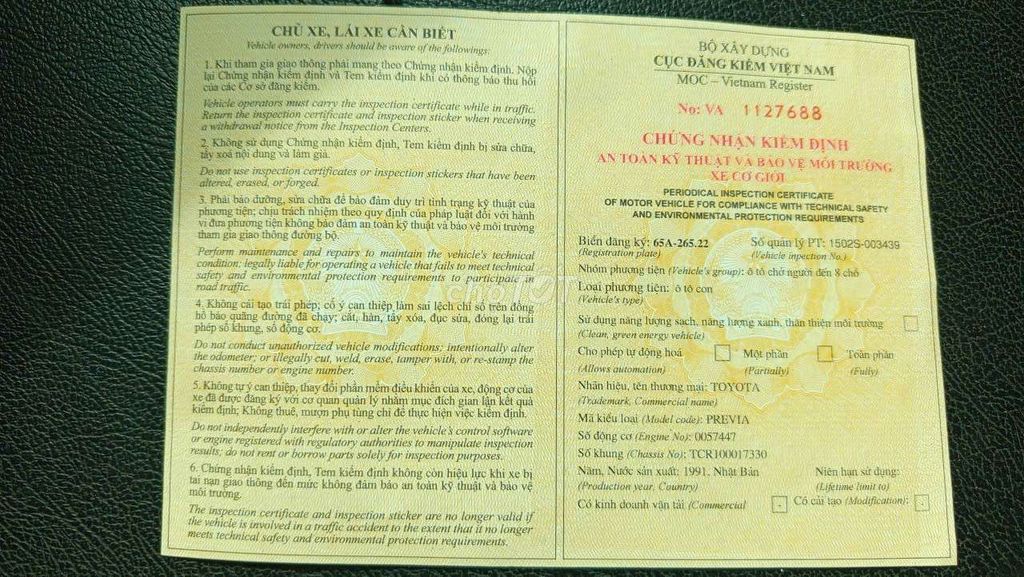 CHỦ XE, LÁI XE CẦN BIẾT
Vehicle owners, drivers should be aware of the followings:
1. Khi tham gia giao thông phải mang theo Chứng nhận kiểm định. Nộp
lại Chứng nhận kiểm định và Tem kiểm định khi có thông báo thu hồi
của các Cơ sở đăng kiểm.
Vehicle operators must carry the inspection certificate while in traffic.
Return the inspection certificate and inspection sticker when receiving
a withdrawal notice from the Inspection Centers.
2. Không sử dụng Chứng nhận kiểm định, Tem kiểm định bị sửa chữa,
tẩy xoá nội dung và làm giả.
Do not use inspection certificates or inspection stickers that have been
altered, erased, or forged.
3. Phải bảo dưỡng, sửa chữa để bảo đảm duy trì tình trạng kỹ thuật của
phương tiện; chịu trách nhiệm theo quy định của pháp luật đối với hành
vi đưa phương tiện không bảo đảm an toàn kỹ thuật và bảo vệ môi trường
tham gia giao thông đường bộ.
Perform maintenance and repairs to maintain the vehicle's technical
condition; legally liable for operating a vehicle that fails to meet technical
safety and environmental protection requirements to participate in
road traffic.
4. Không cải tạo trái phép; cố ý can thiệp làm sai lệch chỉ số trên đồng
hồ báo quãng đường đã chạy; cắt, hàn, tẩy xóa, đục sửa, đóng lại trái
phép số khung, số động cơ.
Do not conduct unauthorized vehicle modifications; intentionally alter
the odometer; or illegally cut, weld, erase, tamper with, or re-stamp the
chassis number or engine number.
5. Không tự ý can thiệp, thay đổi phần mềm điều khiển của xe, động cơ của
xe đã được đăng ký với cơ quan quản lý nhằm mục đích gian lận kết quả
kiểm định; Không thuê, mượn phụ tùng chỉ để thực hiện việc kiểm định.
Do not independently interfere with or alter the vehicle's control software
or engine registered with regulatory authorities to manipulate inspection
results; do not rent or borrow parts solely for inspection purposes.
6. Chứng nhận kiểm định, Tem kiểm định không còn hiệu lực khi xe bị
tai nạn giao thông đến mức không đảm bảo an toàn kỹ thuật và bảo vệ
môi trường.
The inspection certificate and inspection sticker are no longer valid if
the vehicle is involved in a traffic accident to the extent that it no longer
meets technical safety and environmental protection requirements.
BỘ XÂY DỰNG
CỤC ĐĂNG KIỂM VIỆT NAM
MOC – Vietnam Register
No: VA 1127688
CHỨNG NHẬN KIỂM ĐỊNH
AN TOÀN KỸ THUẬT VÀ BẢO VỆ MÔI TRƯỜNG
XE CƠ GIỚI
PERIODICAL INSPECTION CERTIFICATE
OF MOTOR VEHICLE FOR COMPLIANCE WITH TECHNICAL SAFETY
AND ENVIRONMENTAL PROTECTION REQUIREMENTS
Biển đăng ký: 65A-265.22 Số quản lý PT: 1502S-003439
(Registration plate) (Vehicle inspection No.)
Nhóm phương tiện (Vehicle's group): ô tô chở người đến 8 chỗ
Loại phương tiện: ô tô con
(Vehicle's type)
Sử dụng năng lượng sạch, năng lượng xanh, thân thiện môi trường
(Clean, green energy vehicle)
Cho phép tự động hoá Một phần Toàn phần
(Allows automation) (Partially) (Fully)
Nhãn hiệu, tên thương mại: TOYOTA
(Trademark, Commercial name)
Mã kiểu loại (Model code): PREVIA
Số động cơ (Engine No): 0057447
Số khung (Chassis No): TCR100017330
Năm, Nước sản xuất: 1991, Nhật Bản Niên hạn sử dụng:
(Production year, Country) (Lifetime limit to)
Có kinh doanh vận tải (Commercial Có cải tạo (Modification):